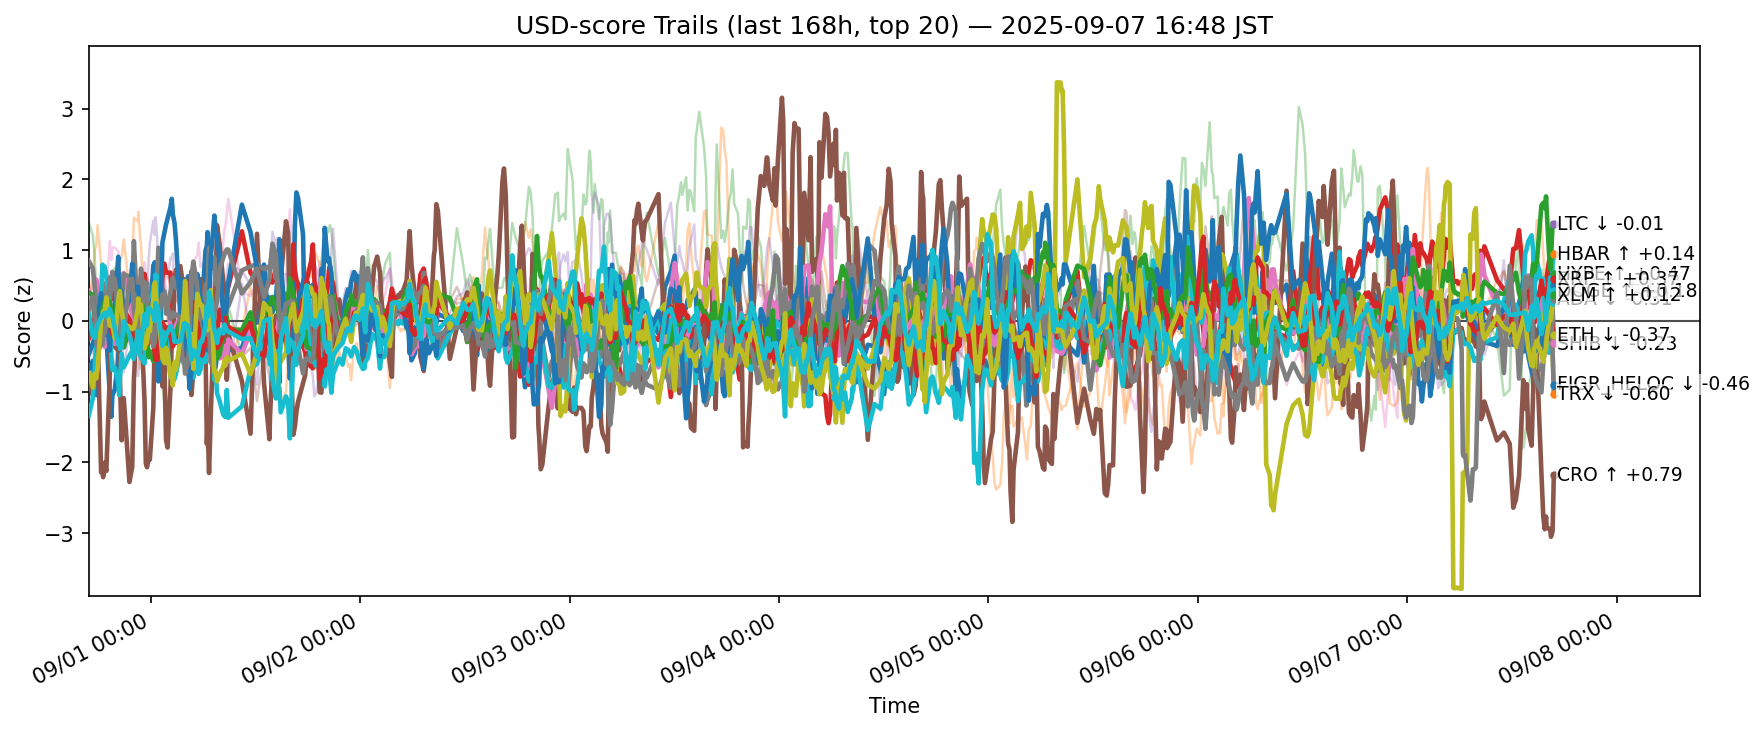 USD-score Trails (last 168h, top 20) — 2025-09-07 16:48 JST
Score (z)
3
2
1
0
−1
−2
−3
LTC ↓ -0.01
HBAR ↑ +0.14
XLM ↑ +0.12
ETH ↓ -0.37
SHIB ↓ -0.23
FIGR_HELOC ↓ -0.46
TRX ↓ -0.60
CRO ↑ +0.79
09/01 00:00
09/02 00:00
09/03 00:00
09/04 00:00
09/05 00:00
09/06 00:00
09/07 00:00
09/08 00:00
Time